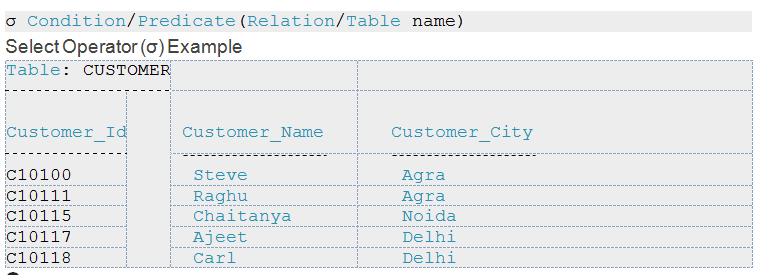 σ Condition/Predicate(Relation/Table name)
Select Operator (σ) Example
Table: CUSTOMER
Customer_Id Customer_Name Customer_City
C10100 Steve Agra
C10111 Raghu Agra
C10115 Chaitanya Noida
C10117 Ajeet Delhi
C10118 Carl Delhi